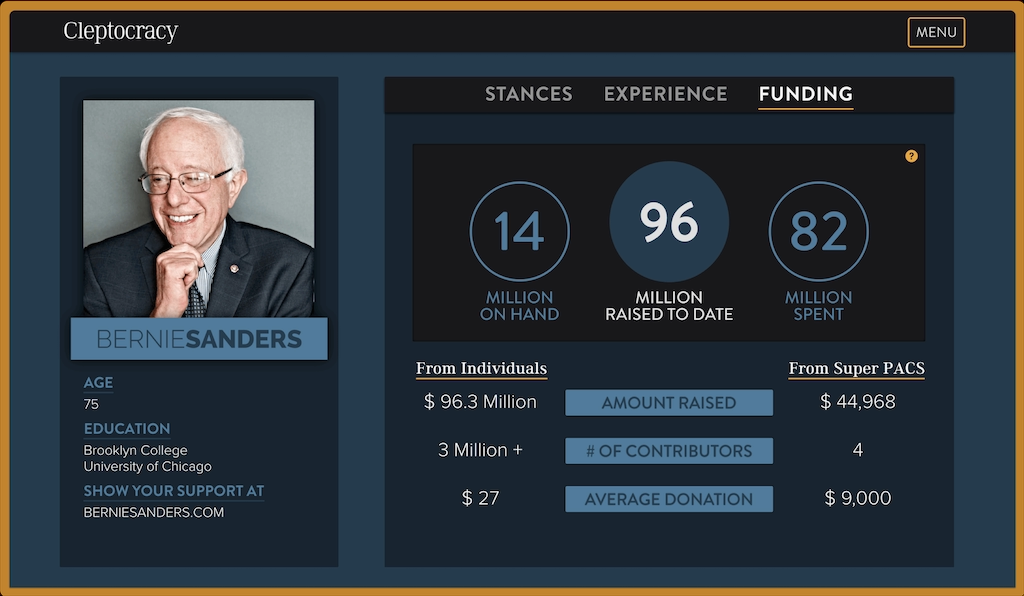 Cleptocracy
MENU
BERNIESANDERS
AGE
75
EDUCATION
Brooklyn College
University of Chicago
SHOW YOUR SUPPORT AT
BERNIESANDERS.COM
STANCES EXPERIENCE FUNDING
?
14
MILLION
ON HAND
96
MILLION
RAISED TO DATE
82
MILLION
SPENT
From Individuals From Super PACS
$ 96.3 Million AMOUNT RAISED $ 44,968
3 Million + # OF CONTRIBUTORS 4
$ 27 AVERAGE DONATION $ 9,000